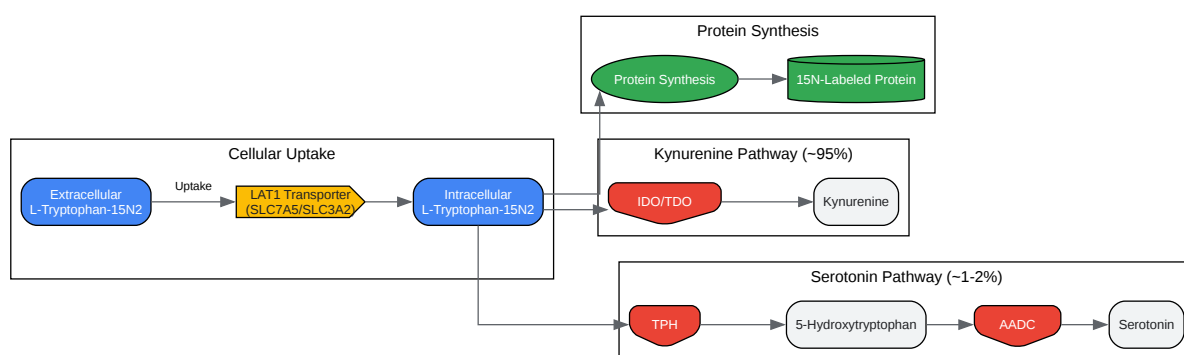 Protein Synthesis
Protein Synthesis
15N-Labeled Protein
Cellular Uptake
Extracellular
L-Tryptophan-15N2
Uptake
LAT1 Transporter
(SLC7A5/SLC3A2)
Intracellular
L-Tryptophan-15N2
Kynurenine Pathway (~95%)
IDO/TDO
Kynurenine
Serotonin Pathway (~1-2%)
TPH
5-Hydroxytryptophan
AADC
Serotonin